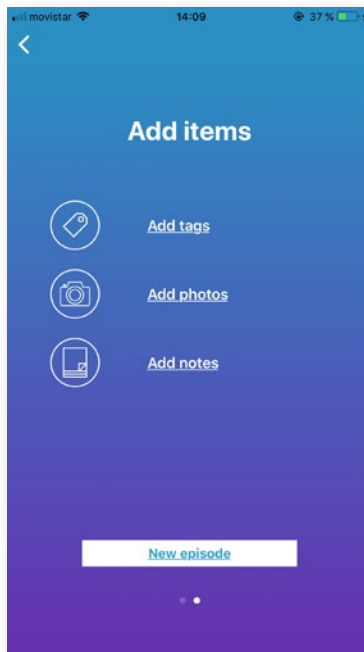 movistar 14:09 37 %
Add items
Add tags
Add photos
Add notes
New episode